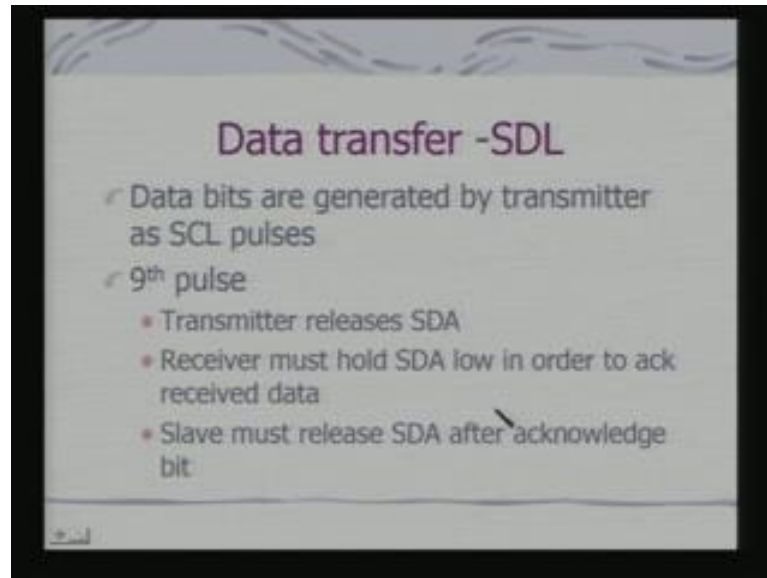 Data transfer -SDL
Data bits are generated by transmitter
as SCL pulses
9th pulse
Transmitter releases SDA
Receiver must hold SDA low in order to ack
received data
Slave must release SDA after acknowledge
bit